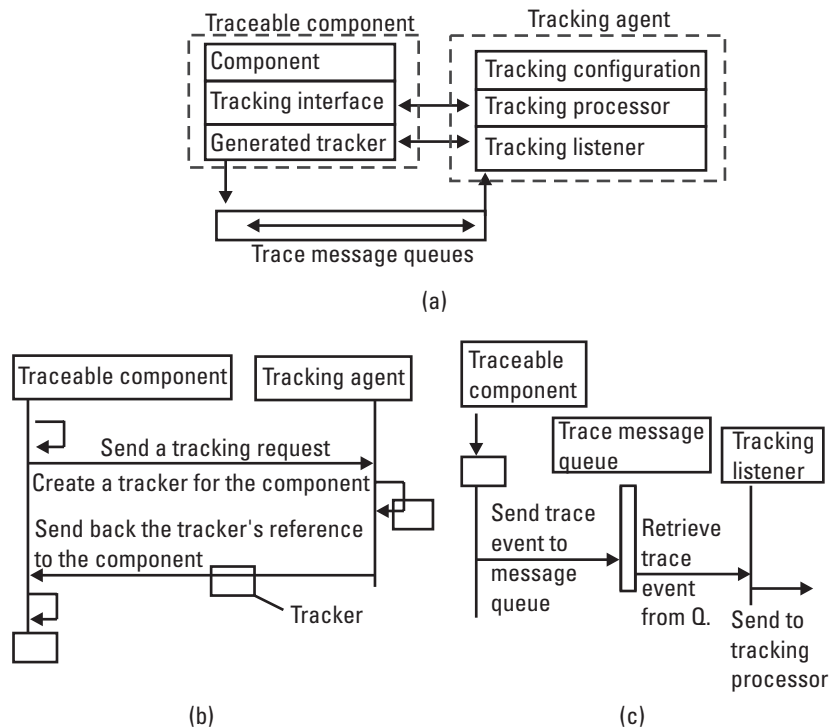 Traceable component
Tracking agent
Component
Tracking interface
Generated tracker
Tracking configuration
Tracking processor
Tracking listener
Trace message queues
(a)
Traceable component
Tracking agent
Send a tracking request
Create a tracker for the component
Send back the tracker's reference
to the component
Tracker
(b)
Traceable
component
Trace message
queue
Tracking
listener
Send trace
event to
message
queue
Retrieve
trace
event
from Q.
Send to
tracking
processor
(c)